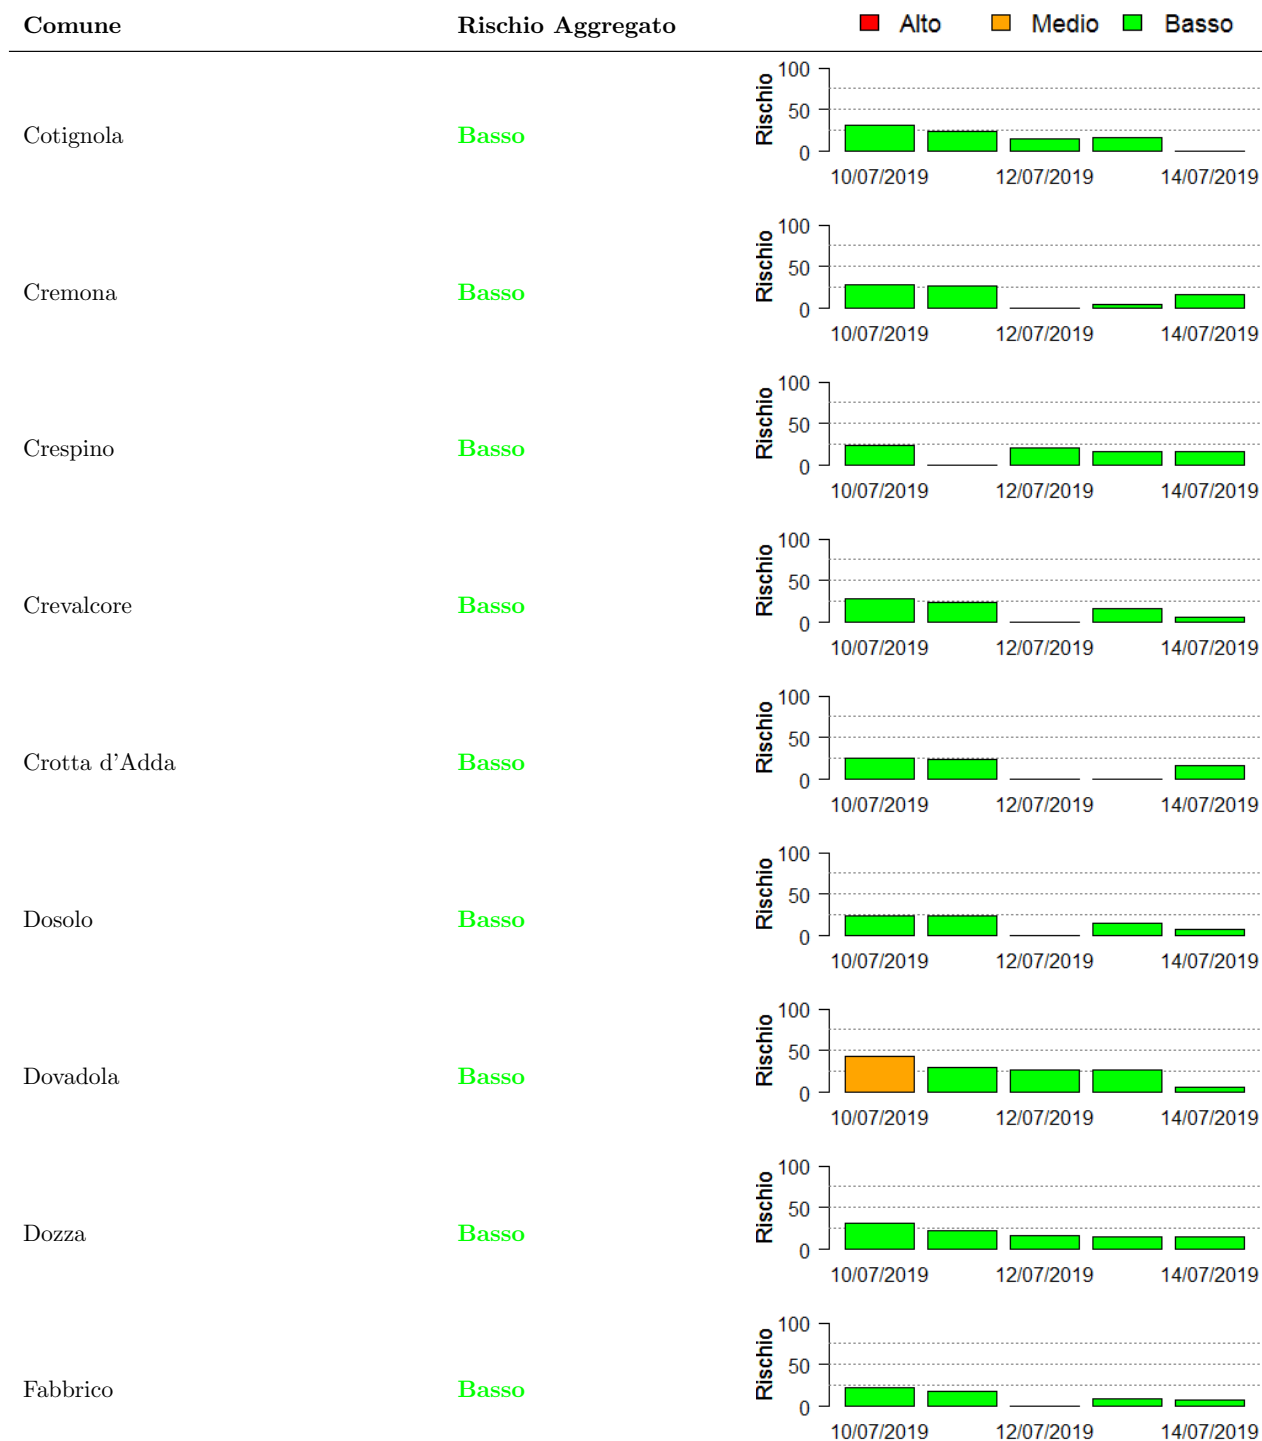 Comune Rischio Aggregato Alto Medio Basso
100
50
0
Rischio
Cotignola Basso
10/07/2019 12/07/2019 14/07/2019
100
50
0
Rischio
Cremona Basso
10/07/2019 12/07/2019 14/07/2019
100
50
0
Rischio
Crespino Basso
10/07/2019 12/07/2019 14/07/2019
100
50
0
Rischio
Crevalcore Basso
10/07/2019 12/07/2019 14/07/2019
100
50
0
Rischio
Crotta d'Adda Basso
10/07/2019 12/07/2019 14/07/2019
100
50
0
Rischio
Dosolo Basso
10/07/2019 12/07/2019 14/07/2019
100
50
0
Rischio
Dovadola Basso
10/07/2019 12/07/2019 14/07/2019
100
50
0
Rischio
Dozza Basso
10/07/2019 12/07/2019 14/07/2019
100
50
0
Rischio
Fabbrico Basso
10/07/2019 12/07/2019 14/07/2019